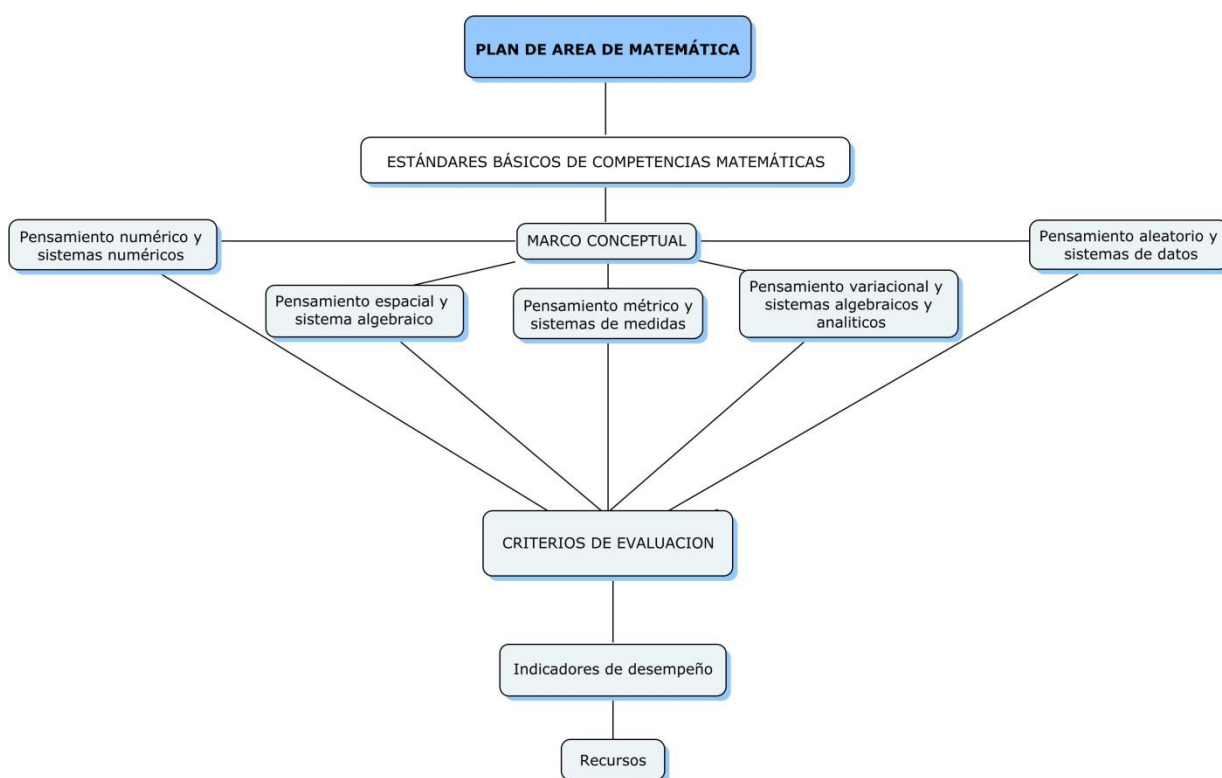 PLAN DE AREA DE MATEMÁTICA
ESTÁNDARES BÁSICOS DE COMPETENCIAS MATEMÁTICAS
MARCO CONCEPTUAL
Pensamiento numérico y
sistemas numéricos
Pensamiento espacial y
sistema algebraico
Pensamiento métrico y
sistemas de medidas
Pensamiento variacional y
sistemas algebraicos y
analiticos
Pensamiento aleatorio y
sistemas de datos
CRITERIOS DE EVALUACION
Indicadores de desempeño
Recursos